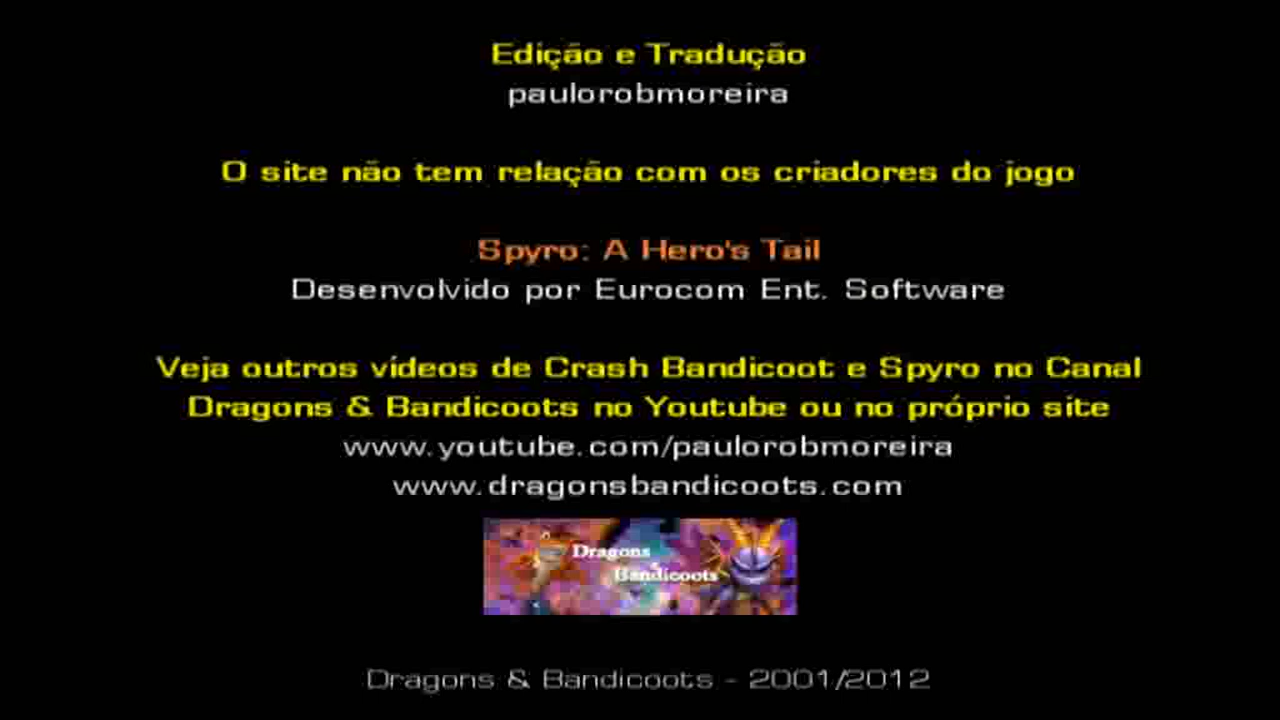 Edição e Tradução
paulorobmoreira
O site não tem relação com os criadores do jogo
Spyro: A Hero's Tail
Desenvolvido por Eurocom Ent. Software
Veja outros vídeos de Crash Bandicoot e Spyro no Canal
Dragons & Bandicoots no Youtube ou no próprio site
www.youtube.com/paulorobmoreira
www.dragonsbandicoots.com
Dragons
&
Bandicoots
Dragons & Bandicoots - 2001/2012